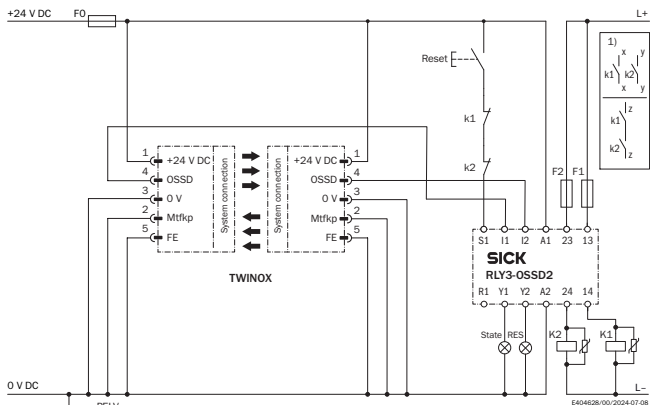 +24 V DC
F0
L+
1)
x
y
k1
k2
x
y
z
k1
k2
z
Reset
k1
k2
F2
F1
1
+24 V DC
4
OSSD
3
0 V
2
Mtfkp
5
FE
System connection
System connection
+24 V DC
1
OSSD
4
0 V
3
Mtfkp
2
FE
5
TWINOX
S1 I1 I2 A1 23 13
SICK
RLY3-OSSD2
R1 Y1 Y2 A2 24 14
State
RES
K2
K1
0 V DC
PELV
L–
E404628/00/2024-07-08